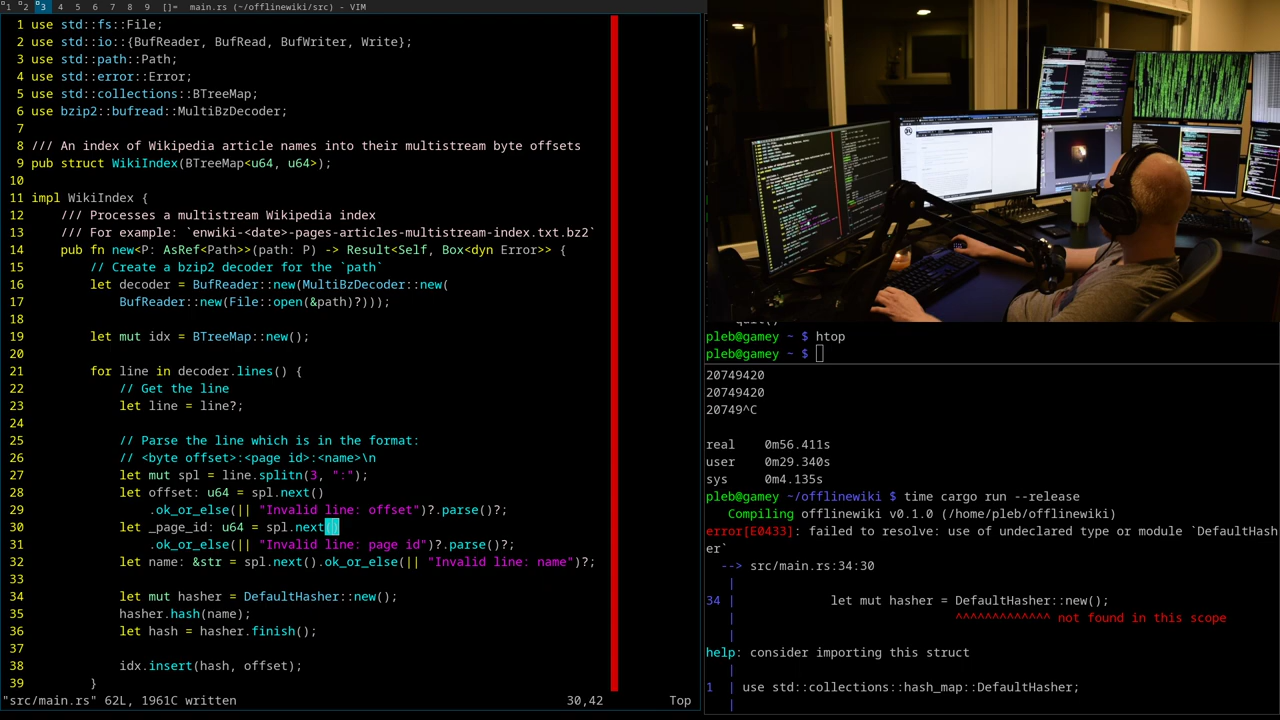 1 2 3 4 5 6 7 8 9 []= main.rs (~/offlinewiki/src) - VIM
1 use std::fs::File;
2 use std::io::{BufReader, BufRead, BufWriter, Write};
3 use std::path::Path;
4 use std::error::Error;
5 use std::collections::BTreeMap;
6 use bzip2::bufread::MultiBzDecoder;
7
8 /// An index of Wikipedia article names into their multistream byte offsets
9 pub struct WikiIndex(BTreeMap<u64, u64>);
10
11 impl WikiIndex {
12     /// Processes a multistream Wikipedia index
13     /// For example: `enwiki-<date>-pages-articles-multistream-index.txt.bz2`
14     pub fn new<P: AsRef<Path>>(path: P) -> Result<Self, Box<dyn Error>> {
15         // Create a bzip2 decoder for the `path`
16         let decoder = BufReader::new(MultiBzDecoder::new(
17             BufReader::new(File::open(&path)?)));
18
19         let mut idx = BTreeMap::new();
20
21         for line in decoder.lines() {
22             // Get the line
23             let line = line?;
24
25             // Parse the line which is in the format:
26             // <byte offset>:<page id>:<name>\n
27             let mut spl = line.splitn(3, ":");
28             let offset: u64 = spl.next()
29                 .ok_or_else(|| "Invalid line: offset")?.parse()?;
30             let _page_id: u64 = spl.next()
31                 .ok_or_else(|| "Invalid line: page id")?.parse()?;
32             let name: &str = spl.next().ok_or_else(|| "Invalid line: name")?;
33
34             let mut hasher = DefaultHasher::new();
35             hasher.hash(name);
36             let hash = hasher.finish();
37
38             idx.insert(hash, offset);
39         }
"src/main.rs" 62L, 1961C written 30,42 Top
pleb@gamey ~ $ htop
pleb@gamey ~ $
20749420
20749420
20749^C
real 0m56.411s
user 0m29.340s
sys 0m4.135s
pleb@gamey ~/offlinewiki $ time cargo run --release
Compiling offlinewiki v0.1.0 (/home/pleb/offlinewiki)
error[E0433]: failed to resolve: use of undeclared type or module `DefaultHash
er`
--> src/main.rs:34:30
|
34 | let mut hasher = DefaultHasher::new();
| ^^^^^^^^^^^^^ not found in this scope
|
help: consider importing this struct
|
1 | use std::collections::hash_map::DefaultHasher;
|